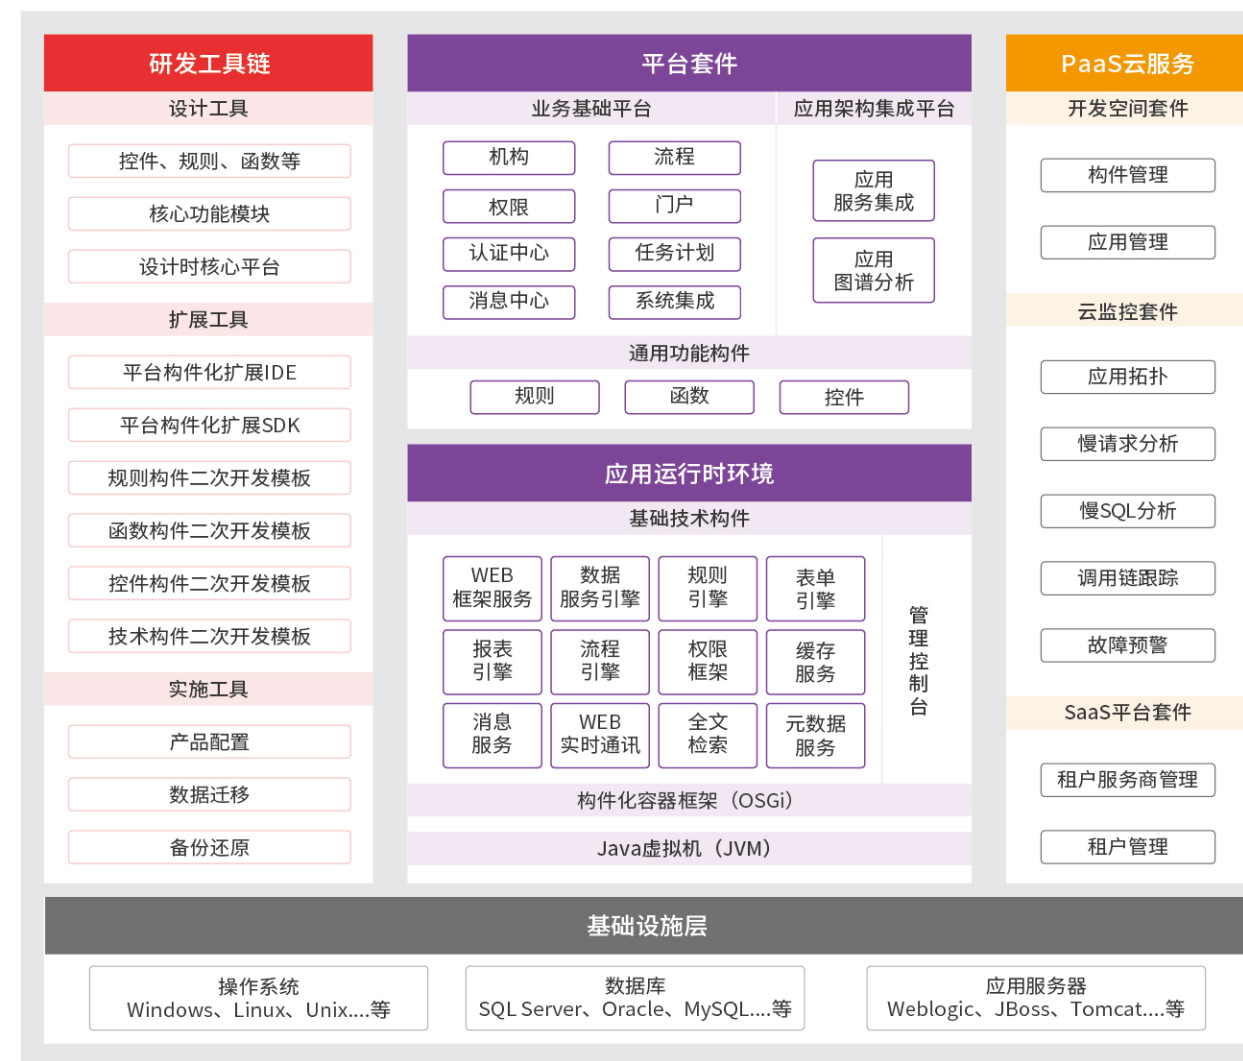 研发工具链
设计工具
控件、规则、函数等
核心功能模块
设计时核心平台
扩展工具
平台构件化扩展IDE
平台构件化扩展SDK
规则构件二次开发模板
函数构件二次开发模板
控件构件二次开发模板
技术构件二次开发模板
实施工具
产品配置
数据迁移
备份还原
平台套件
业务基础平台
机构
流程
权限
门户
认证中心
任务计划
消息中心
系统集成
应用架构集成平台
应用
服务集成
应用
图谱分析
通用功能构件
规则
函数
控件
应用运行时环境
基础技术构件
WEB
框架服务
数据
服务引擎
规则
引擎
表单
引擎
报表
引擎
流程
引擎
权限
框架
缓存
服务
消息
服务
WEB
实时通讯
全文
检索
元数据
服务
管
理
控
制
台
构件化容器框架（OSGi）
Java虚拟机（JVM）
PaaS云服务
开发空间套件
构件管理
应用管理
云监控套件
应用拓扑
慢请求分析
慢SQL分析
调用链跟踪
故障预警
SaaS平台套件
租户服务商管理
租户管理
基础设施层
操作系统
Windows、Linux、Unix....等
数据库
SQL Server、Oracle、MySQL....等
应用服务器
Weblogic、JBoss、Tomcat....等